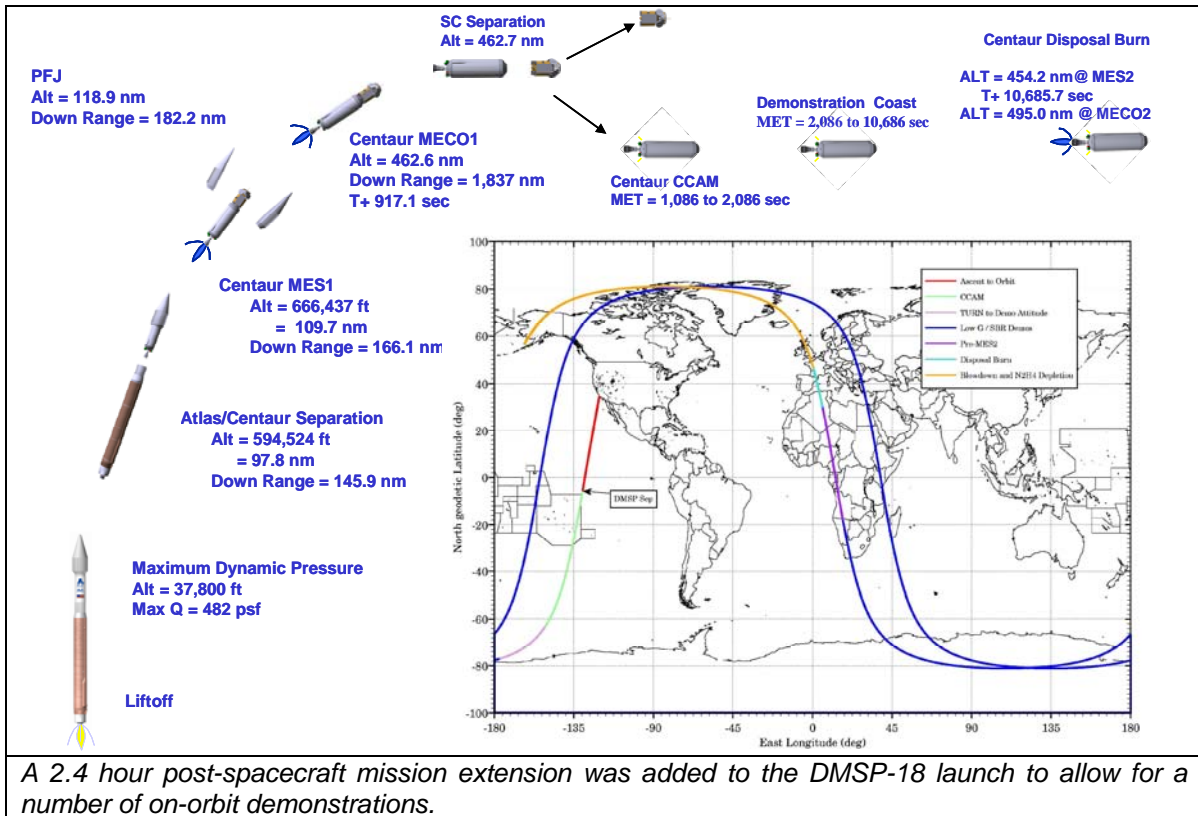 SC Separation
Alt = 462.7 nm
Centaur Disposal Burn
ALT = 454.2 nm@ MES2
T+ 10,685.7 sec
ALT = 495.0 nm @ MECO2
PFJ
Alt = 118.9 nm
Down Range = 182.2 nm
Demonstration Coast
MET = 2,086 to 10,686 sec
Centaur MECO1
Alt = 462.6 nm
Down Range = 1,837 nm
T+ 917.1 sec
Centaur CCAM
MET = 1,086 to 2,086 sec
Centaur MES1
Alt = 666,437 ft
= 109.7 nm
Down Range = 166.1 nm
Atlas/Centaur Separation
Alt = 594,524 ft
= 97.8 nm
Down Range = 145.9 nm
Maximum Dynamic Pressure
Alt = 37,800 ft
Max Q = 482 psf
Liftoff
100
80
60
40
20
0
-20
-40
-60
-80
-100
North geodetic Latitude (deg)
Ascent to Orbit
CCAM
TURN to Demo Attitude
Low G / SBR Demos
Pre-MES2
Disposal Burn
Blowdown and N2H4 Depletion
DMSP Sep
-180
-135
-90
-45
0
45
90
135
180
East Longitude (deg)
A 2.4 hour post-spacecraft mission extension was added to the DMSP-18 launch to allow for a
number of on-orbit demonstrations.